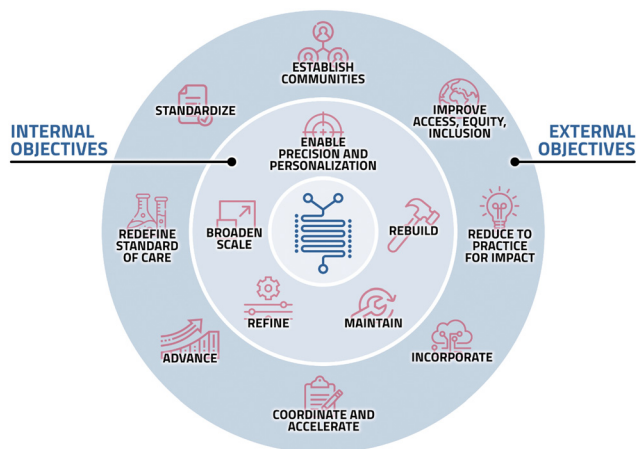 ESTABLISH
COMMUNITIES
STANDARDIZE
IMPROVE
ACCESS, EQUITY,
INCLUSION
INTERNAL
OBJECTIVES
EXTERNAL
OBJECTIVES
ENABLE
PRECISION AND
PERSONALIZATION
REDEFINE
STANDARD
OF CARE
BROADEN
SCALE
REBUILD
REDUCE TO
PRACTICE
FOR IMPACT
REFINE
MAINTAIN
ADVANCE
INCORPORATE
COORDINATE AND
ACCELERATE